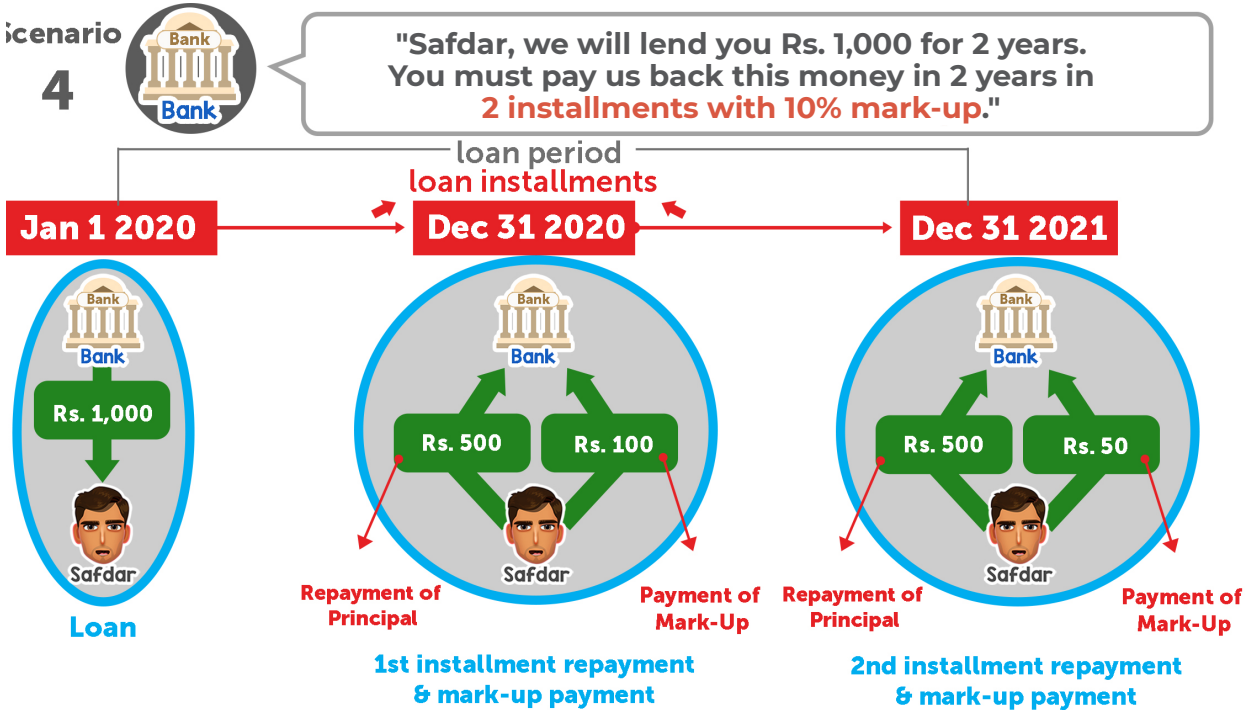 Scenario
4
Bank
Bank
"Safdar, we will lend you Rs. 1,000 for 2 years.
You must pay us back this money in 2 years in
2 installments with 10% mark-up."
loan period
loan installments
Jan 1 2020
Dec 31 2020
Dec 31 2021
Bank
Bank
Rs. 1,000
Safdar
Loan
Bank
Bank
Rs. 500
Rs. 100
Safdar
Repayment of
Principal
Payment of
Mark-Up
1st installment repayment
& mark-up payment
Bank
Bank
Rs. 500
Rs. 50
Safdar
Repayment of
Principal
Payment of
Mark-Up
2nd installment repayment
& mark-up payment